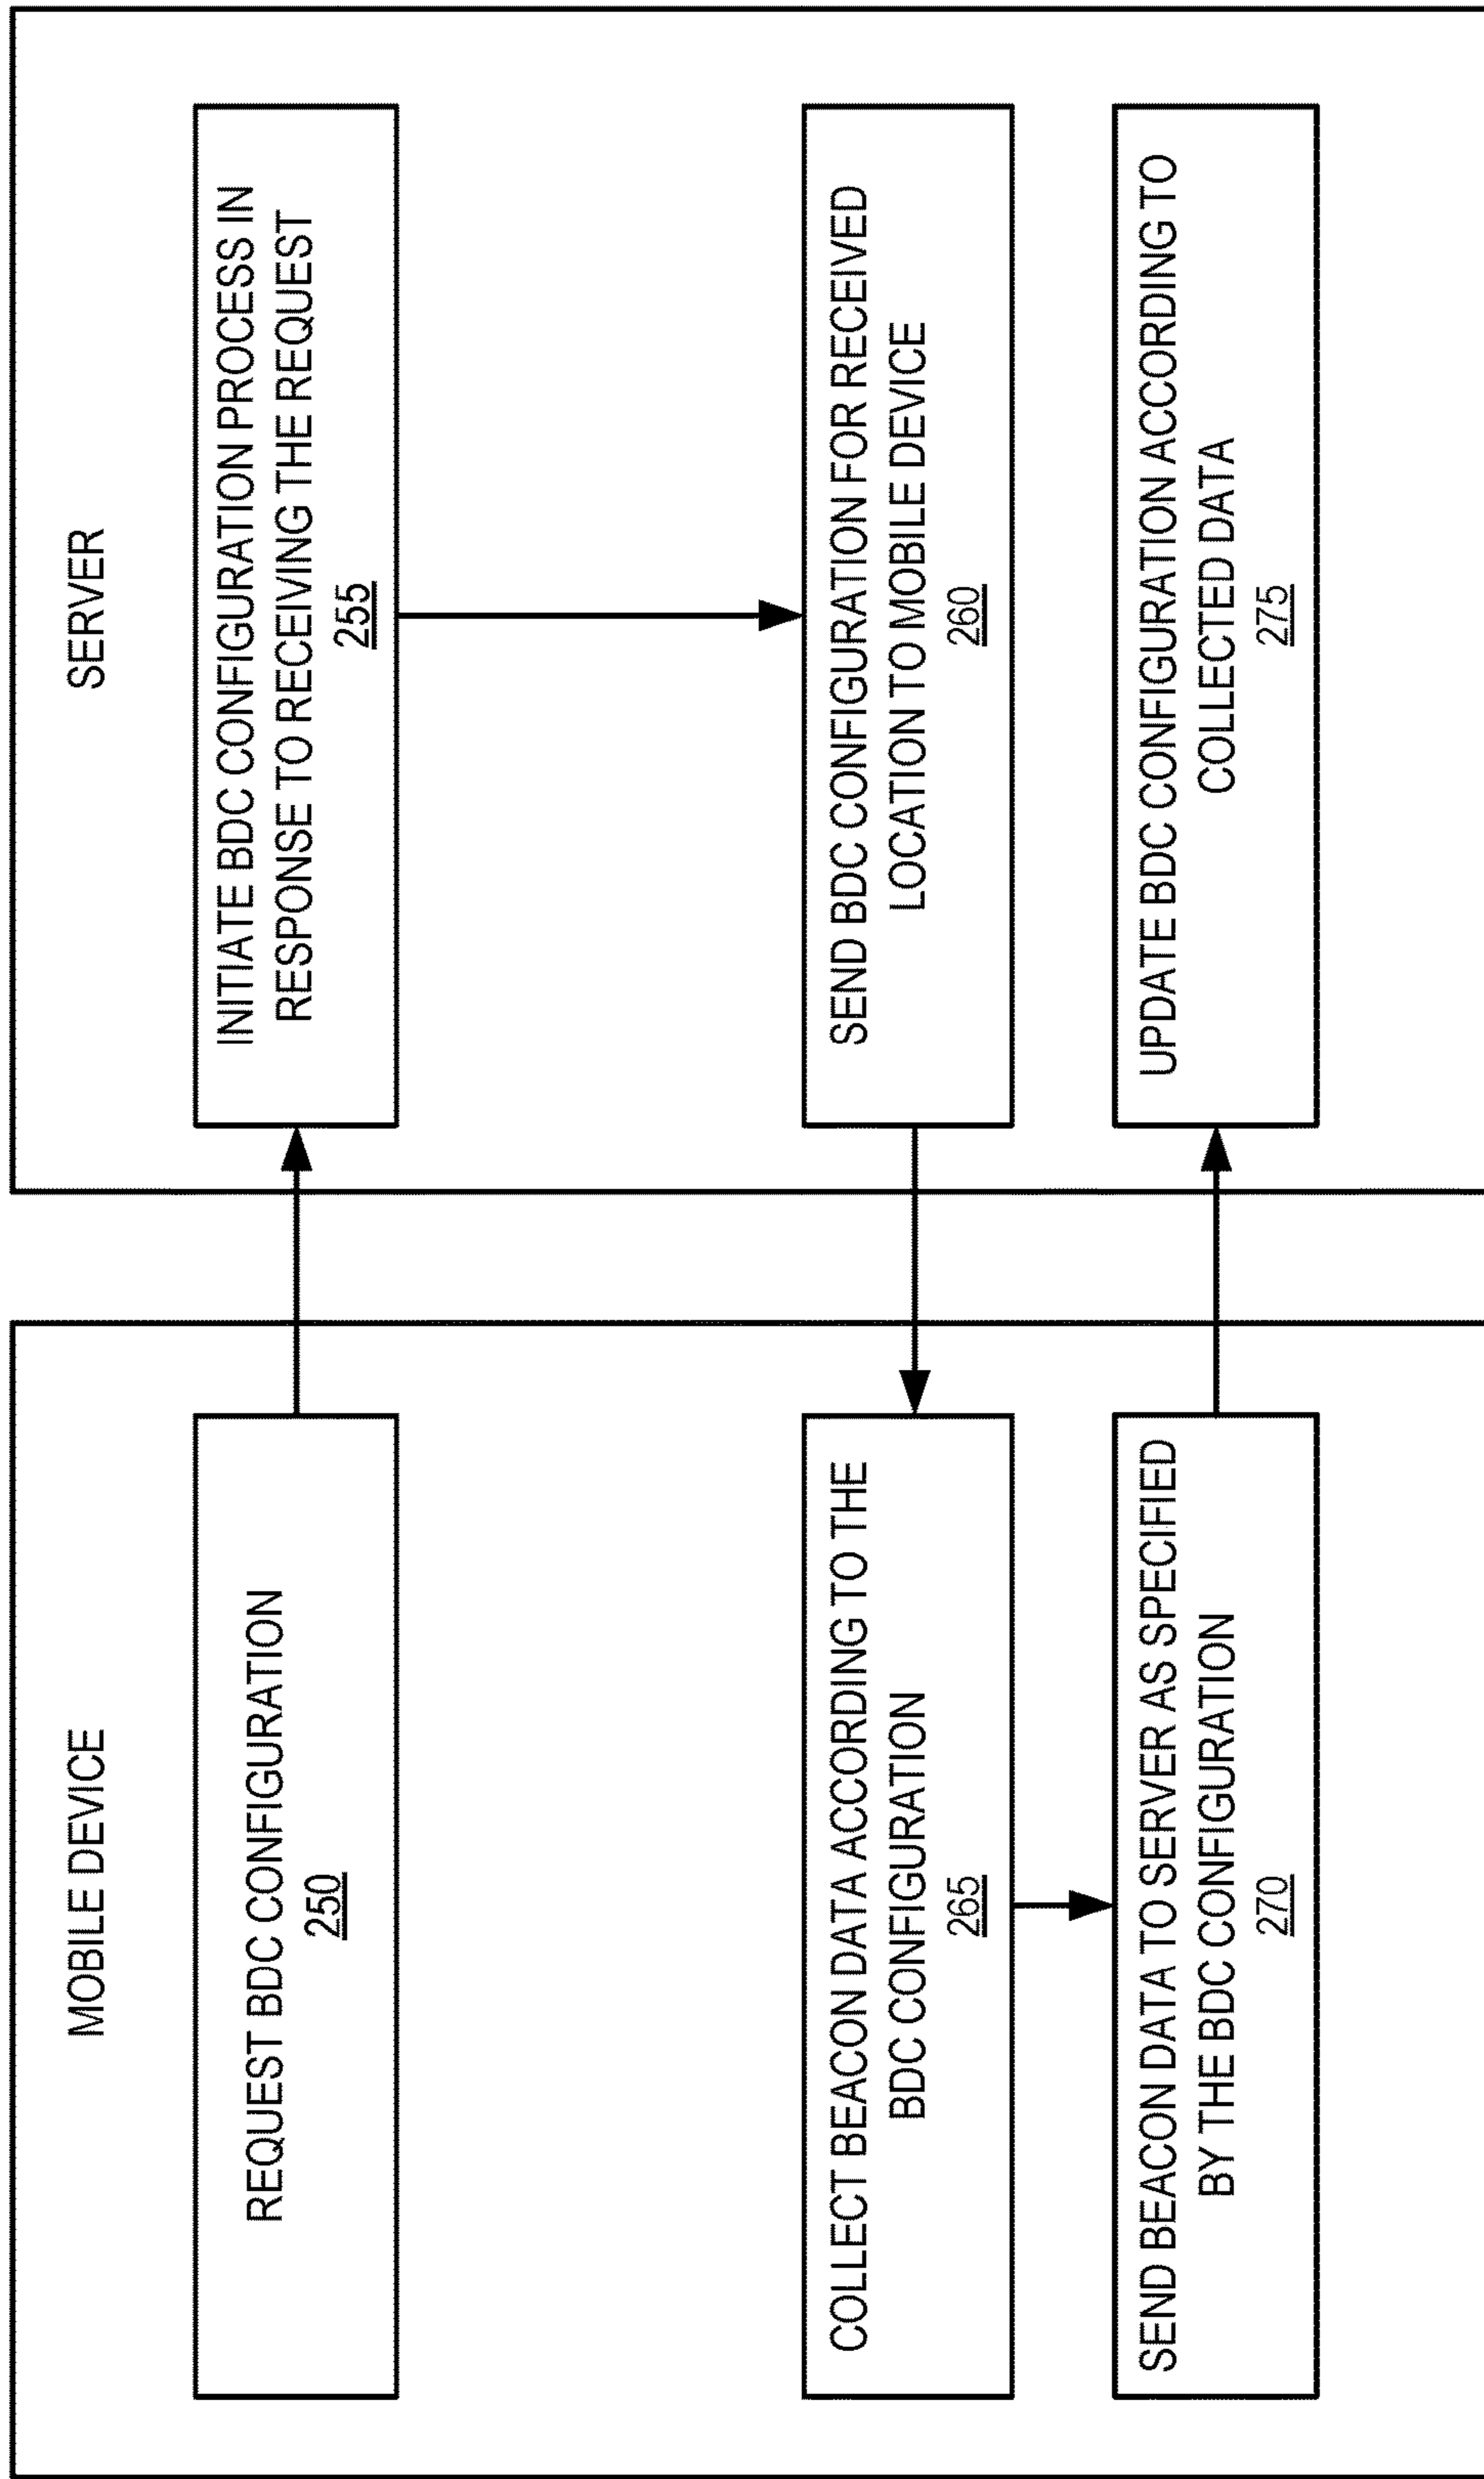 MOBILE DEVICE
REQUEST BDC CONFIGURATION
250
COLLECT BEACON DATA ACCORDING TO THE
BDC CONFIGURATION
265
SEND BEACON DATA TO SERVER AS SPECIFIED
BY THE BDC CONFIGURATION
270
SERVER
INITIATE BDC CONFIGURATION PROCESS IN
RESPONSE TO RECEIVING THE REQUEST
255
SEND BDC CONFIGURATION FOR RECEIVED
LOCATION TO MOBILE DEVICE
260
UPDATE BDC CONFIGURATION ACCORDING TO
COLLECTED DATA
275